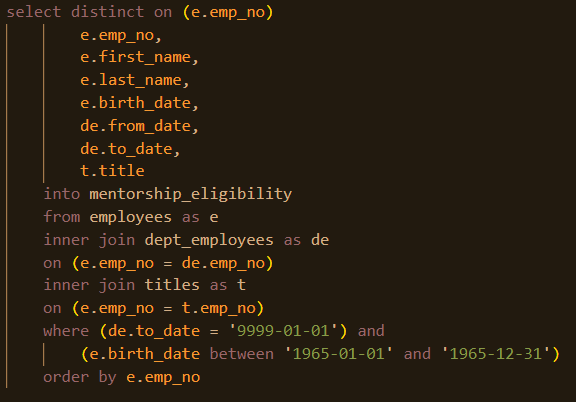 select distinct on (e.emp_no)
e.emp_no,
e.first_name,
e.last_name,
e.birth_date,
de.from_date,
de.to_date,
t.title
into mentorship_eligibility
from employees as e
inner join dept_employees as de
on (e.emp_no = de.emp_no)
inner join titles as t
on (e.emp_no = t.emp_no)
where (de.to_date = '9999-01-01') and
(e.birth_date between '1965-01-01' and '1965-12-31')
order by e.emp_no